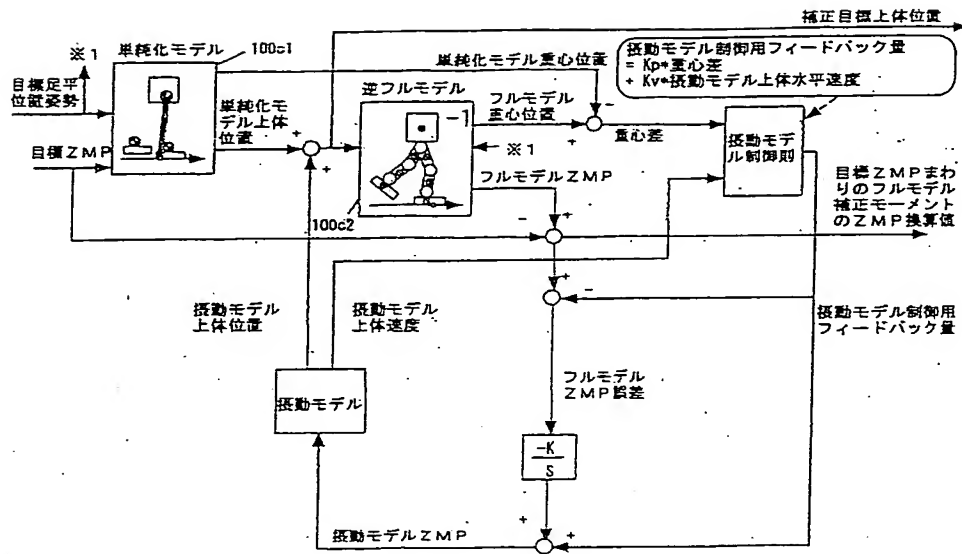 補正目標上体位置
※1
単純化モデル
100c1
目標足平
位置姿勢
目標ZMP
単純化モデル重心位置
単純化モ
デル上体
位置
逆フルモデル
-1
100c2
フルモデル
重心位置
※1
フルモデルZMP
重心差
摂動モデル制御用フィードバック量
= Kp*重心差
+ Kv*摂動モデル上体水平速度
摂動モ
デル制御則
目標ZMPまわ
りのフルモデル
補正モーメント
のZMP換算値
摂動モデル
上体位置
摂動モデル
上体速度
摂動モデル制御用
フィードバック量
フルモデル
ZMP誤差
摂動モデル
-K
S
摂動モデルZMP